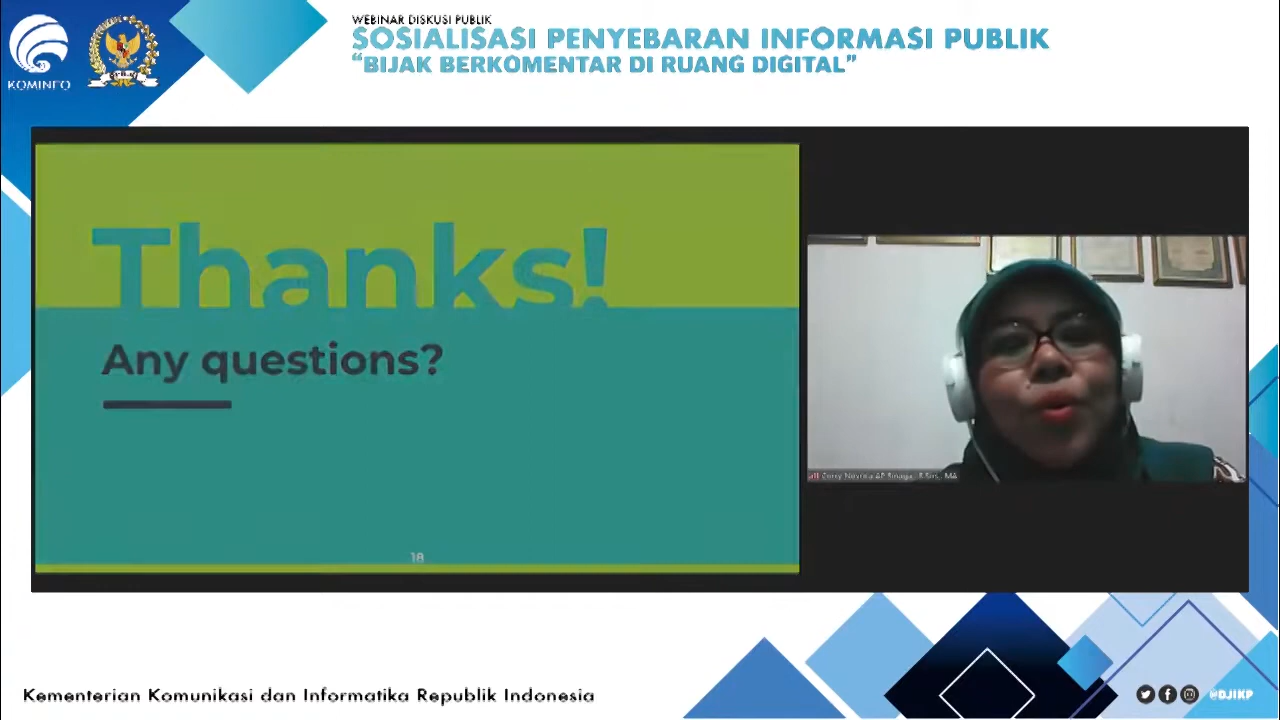 WEBINAR DISKUSI PUBLIK
SOSIALISASI PENYEBARAN INFORMASI PUBLIK
“BIJAK BERKOMENTAR DI RUANG DIGITAL”
KOMINFO
Thanks!
Any questions?
18
MA
Kementerian Komunikasi dan Informatika Republik Indonesia
@DJIKP